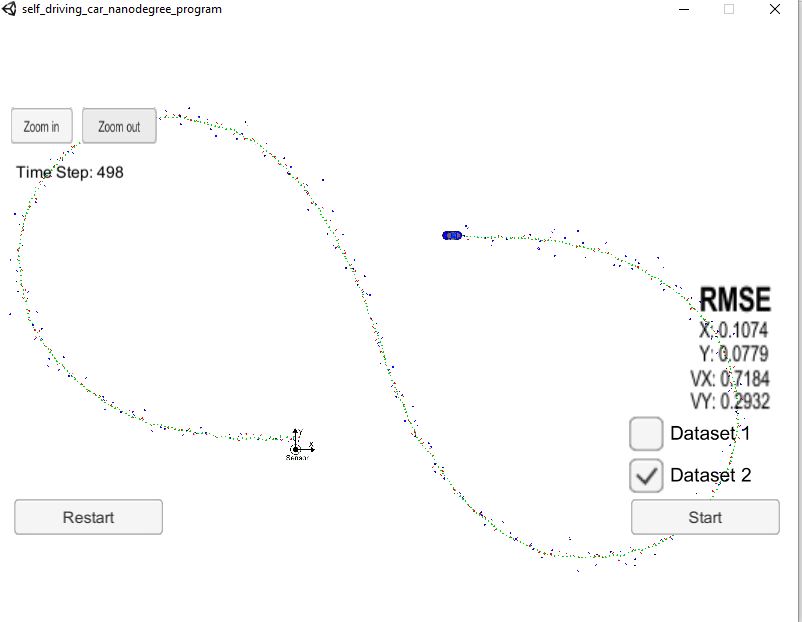 self_driving_car_nanodegree_program
Zoom in
Zoom out
Time Step: 498
RMSE
X: 0.1074
Y: 0.0779
VX: 0.7184
VY: 0.2932
Dataset 1
Y
X
Sensor
Dataset 2
Restart
Start